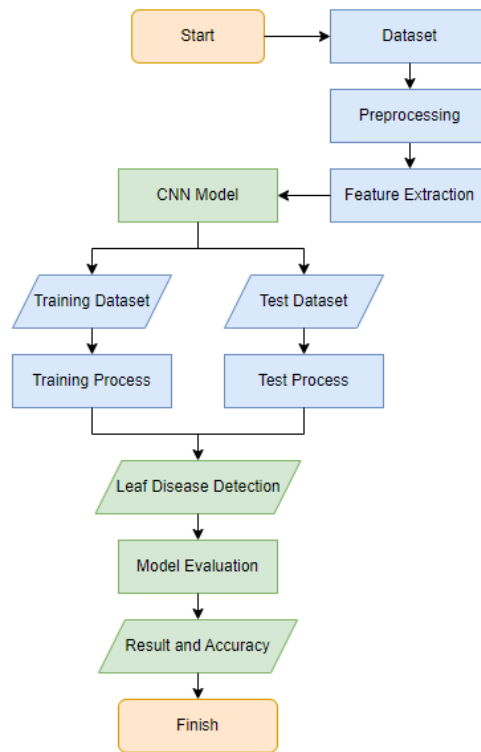 Start
Dataset
Preprocessing
Feature Extraction
CNN Model
Training Dataset
Test Dataset
Training Process
Test Process
Leaf Disease Detection
Model Evaluation
Result and Accuracy
Finish